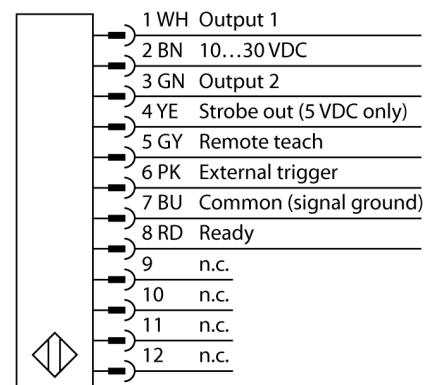 1 WH Output 1
2 BN 10…30 VDC
3 GN Output 2
4 YE Strobe out (5 VDC only)
5 GY Remote teach
6 PK External trigger
7 BU Common (signal ground)
8 RD Ready
9 n.c.
10 n.c.
11 n.c.
12 n.c.